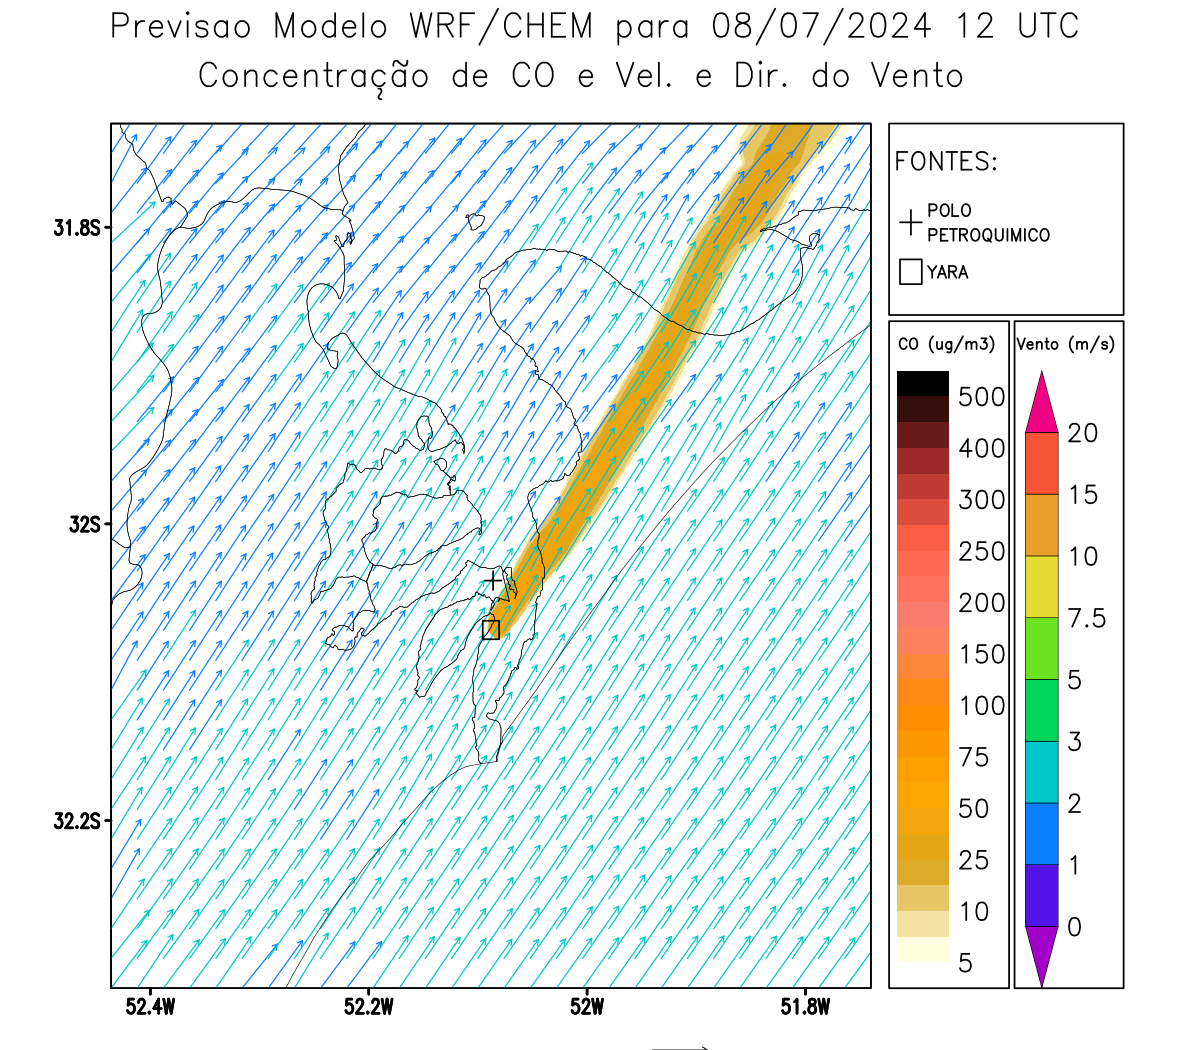 Previsao Modelo WRF/CHEM para 08/07/2024 12 UTC
Concentração de CO e Vel. e Dir. do Vento
FONTES:
POLO
PETROQUIMICO
YARA
CO (ug/m3)
500
400
300
250
200
150
100
75
50
25
10
5
Vento (m/s)
20
15
10
7.5
5
3
2
1
0
31.8S
32S
32.2S
52.4W
52.2W
52W
51.8W